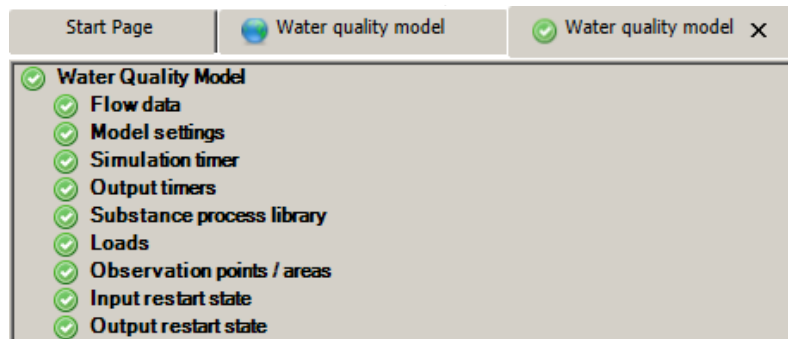 Start Page Water quality model Water quality model X
Water Quality Model
Flow data
Model settings
Simulation timer
Output timers
Substance process library
Loads
Observation points / areas
Input restart state
Output restart state